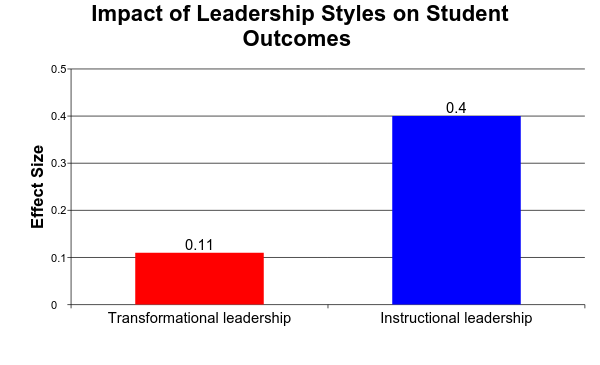 Impact of Leadership Styles on Student
Outcomes
Effect Size
0.5
0.4
0.3
0.2
0.1
0
0.11
0.4
Transformational leadership
Instructional leadership